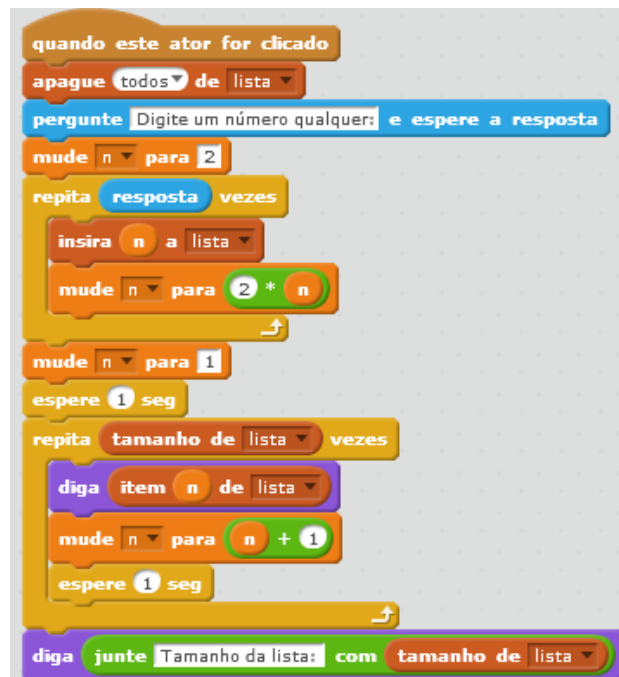 quando este ator for clicado
apague todos de lista
pergunte Digite um número qualquer: e espere a resposta
mude n para 2
repita resposta vezes
insira n a lista
mude n para 2 * n
mude n para 1
espere 1 seg
repita tamanho de lista vezes
diga item n de lista
mude n para n + 1
espere 1 seg
diga junte Tamanho da lista: com tamanho de lista